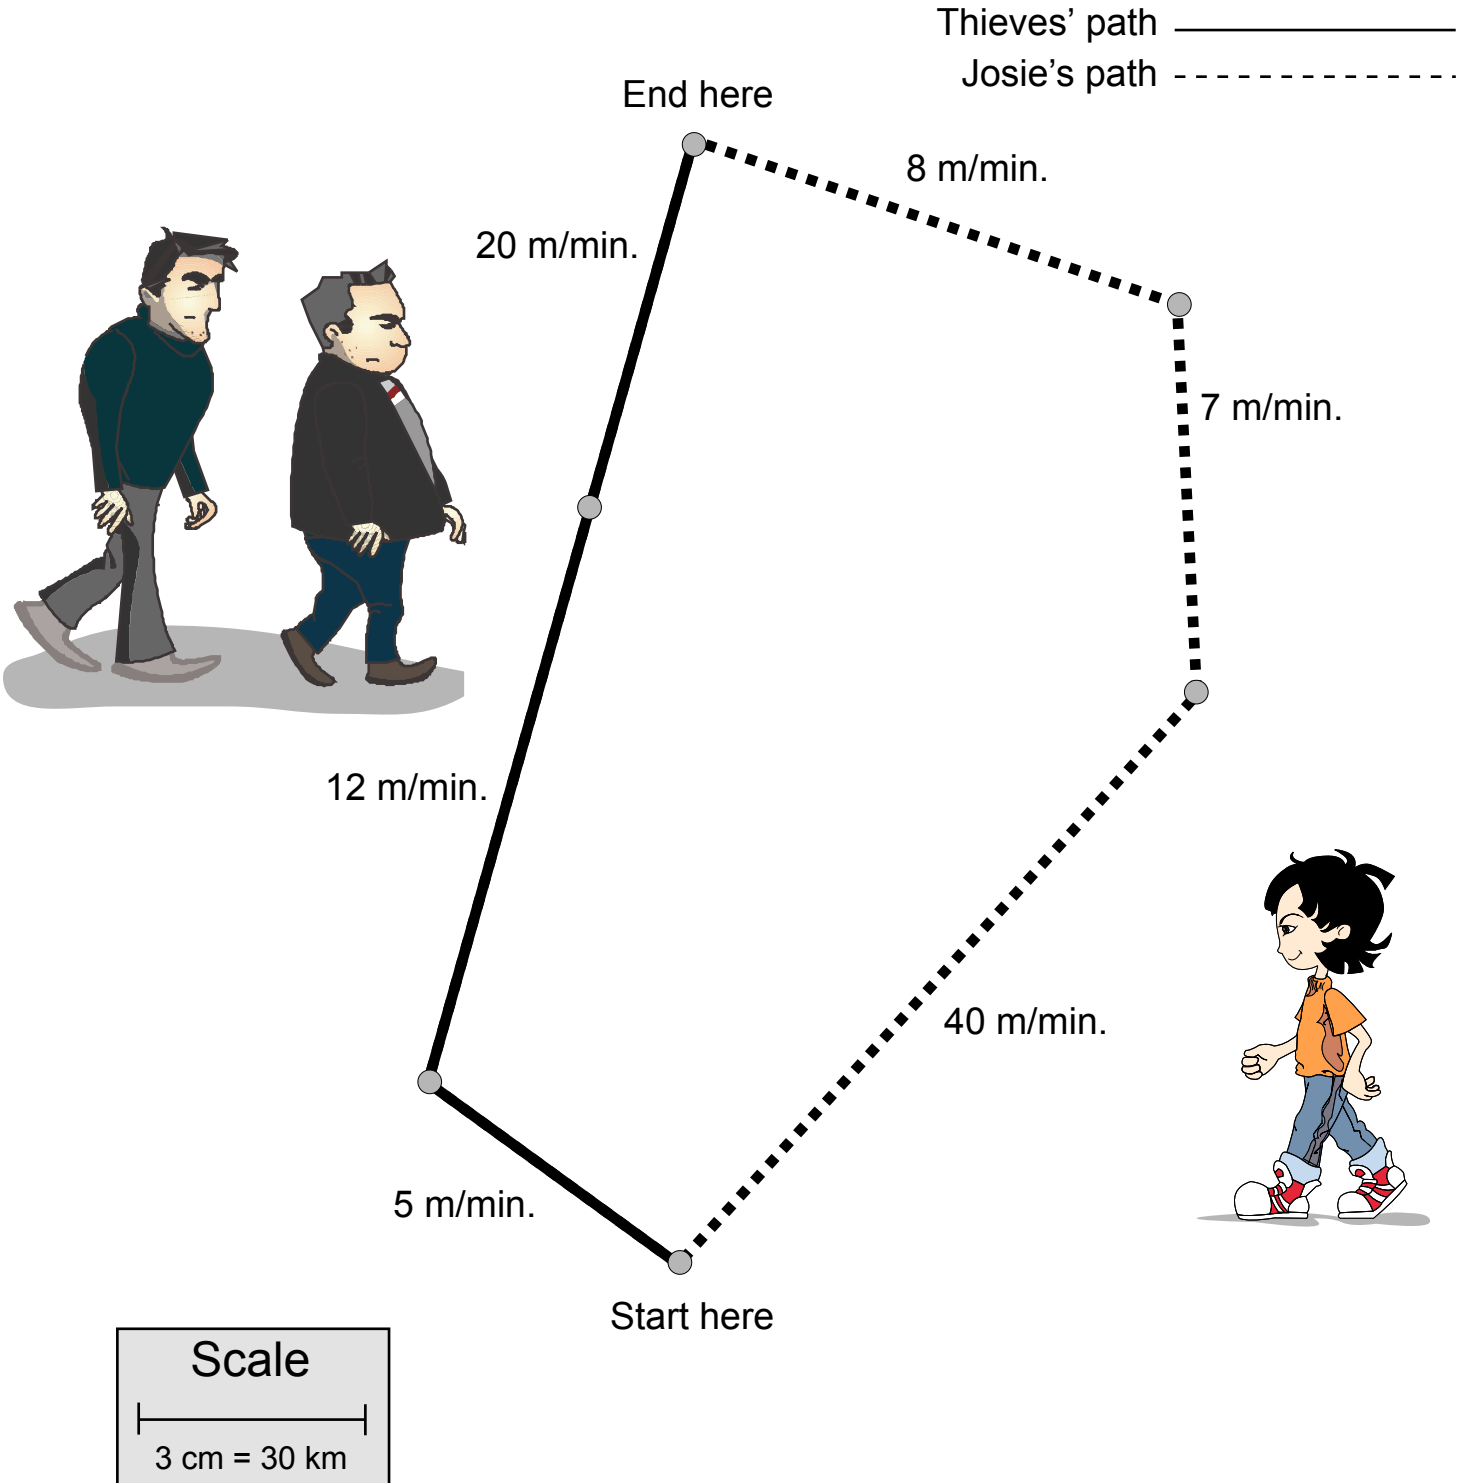 Thieves’ path
Josie’s path
End here
8 m/min.
20 m/min.
7 m/min.
12 m/min.
40 m/min.
5 m/min.
Start here
Scale
3 cm = 30 km